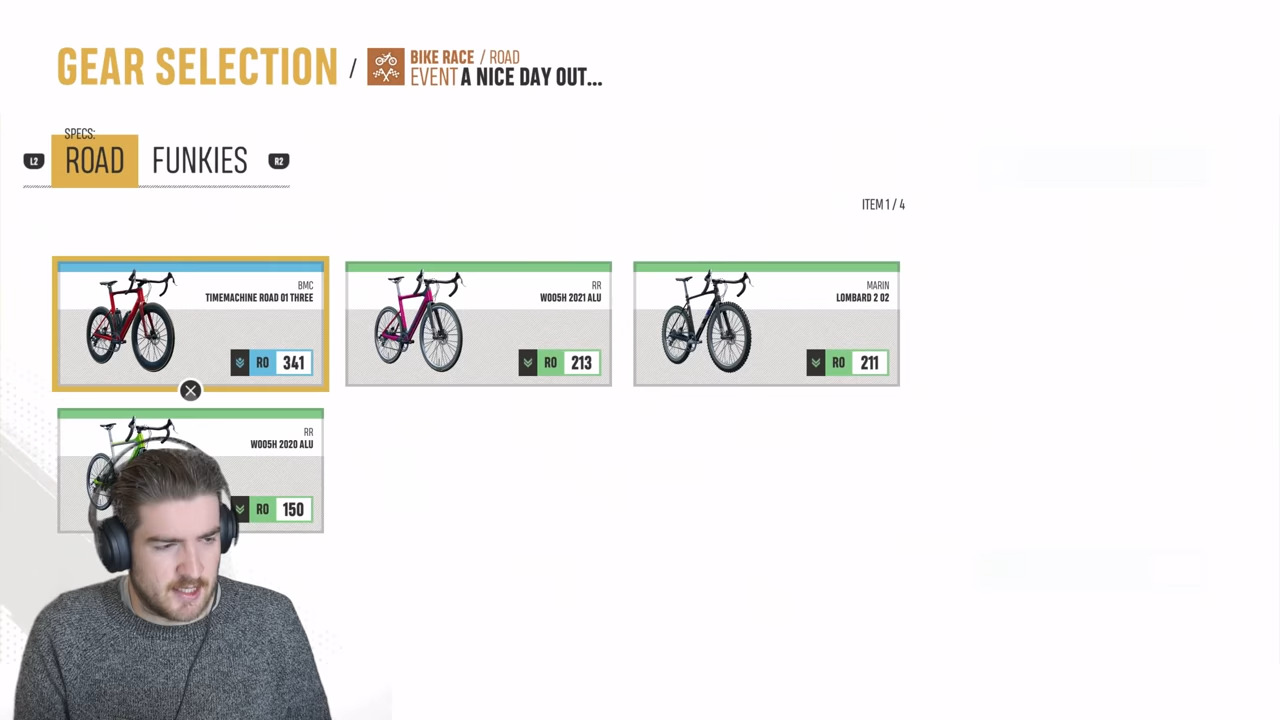 GEAR SELECTION / BIKE RACE / ROAD
EVENT A NICE DAY OUT...
SPECS:
L2 ROAD FUNKIES R2
ITEM 1 / 4
BMC
TIMEMACHINE ROAD 01 THREE
RO 341
RR
WOO5H 2021 ALU
RO 213
MARIN
LOMBARD 2 02
RO 211
RR
WOO5H 2020 ALU
RO 150